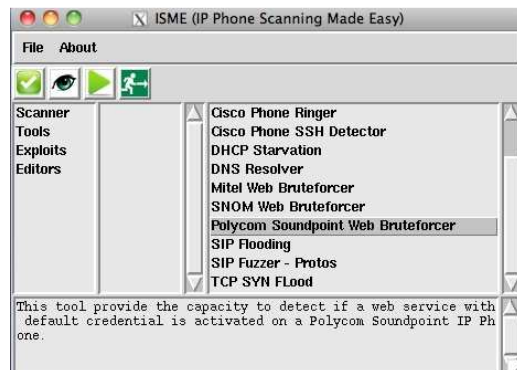 ISME (IP Phone Scanning Made Easy)
File About
Scanner
Tools
Exploits
Editors
Cisco Phone Ringer
Cisco Phone SSH Detector
DHCP Starvation
DNS Resolver
Mitel Web Bruteforcer
SNOM Web Bruteforcer
Polycom Soundpoint Web Bruteforcer
SIP Flooding
SIP Fuzzer - Protos
TCP SYN FLood
This tool provide the capacity to detect if a web service with
default credential is activated on a Polycom Soundpoint IP Ph
one.